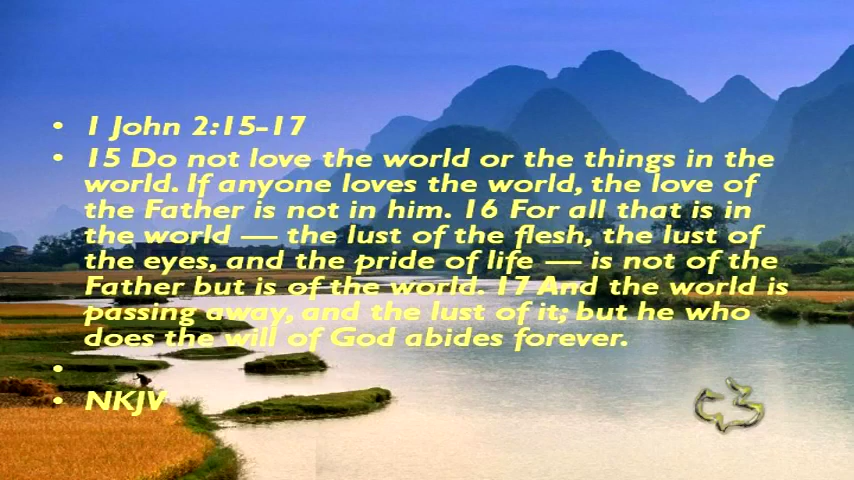 • 1 John 2:15-17
• 15 Do not love the world or the things in the
world. If anyone loves the world, the love of
the Father is not in him. 16 For all that is in
the world — the lust of the flesh, the lust of
the eyes, and the pride of life — is not of the
Father but is of the world. 17 And the world is
passing away, and the lust of it; but he who
does the will of God abides forever.
•
• NKJV